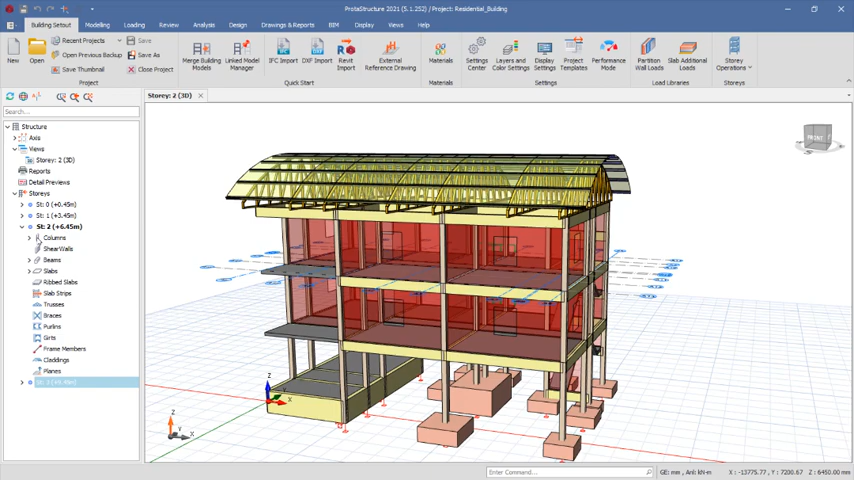 ProtaStructure 2021 (5.1.252) / Project: Residential_Building
Building Setout Modelling Loading Review Analysis Design Drawings & Reports BIM Display Views Help
New
Open
Recent Projects
Open Previous Backup
Save Thumbnail
Save
Save As
Close Project
Project
Merge Building Models
Linked Model Manager
IFC Import
DXF Import
Revit Import
External Reference Drawing
Quick Start
Materials
Materials
Settings Center
Layers and Color Settings
Display Settings
Project Templates
Performance Mode
Settings
Partition Wall Loads
Slab Additional Loads
Load Libraries
Storey Operations
Storeys
Storey: 2 (3D)
Search...
Structure
Axis
Views
Storey: 2 (3D)
Reports
Detail Previews
Storeys
St: 0 (+0.45m)
St: 1 (+3.45m)
St: 2 (+6.45m)
Columns
ShearWalls
Beams
Slabs
Ribbed Slabs
Slab Strips
Trusses
Braces
Purlins
Girts
Frame Members
Claddings
Planes
FRONT
Z
Y
X
Z
Y
X
Enter Command...
GE: mm; Anl: kN-m
X : -13775.77 Y : 7200.67 Z : 6450.00 mm